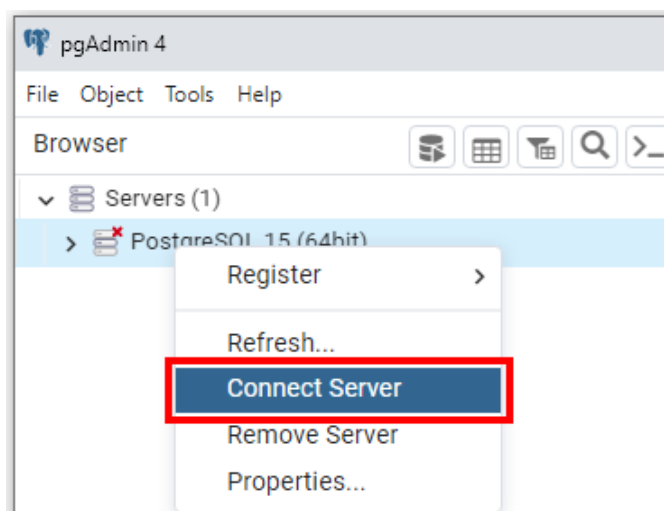 pgAdmin 4
File Object Tools Help
Browser
Servers (1)
PostgreSQL 15 (64bit)
Register
Refresh...
Connect Server
Remove Server
Properties...